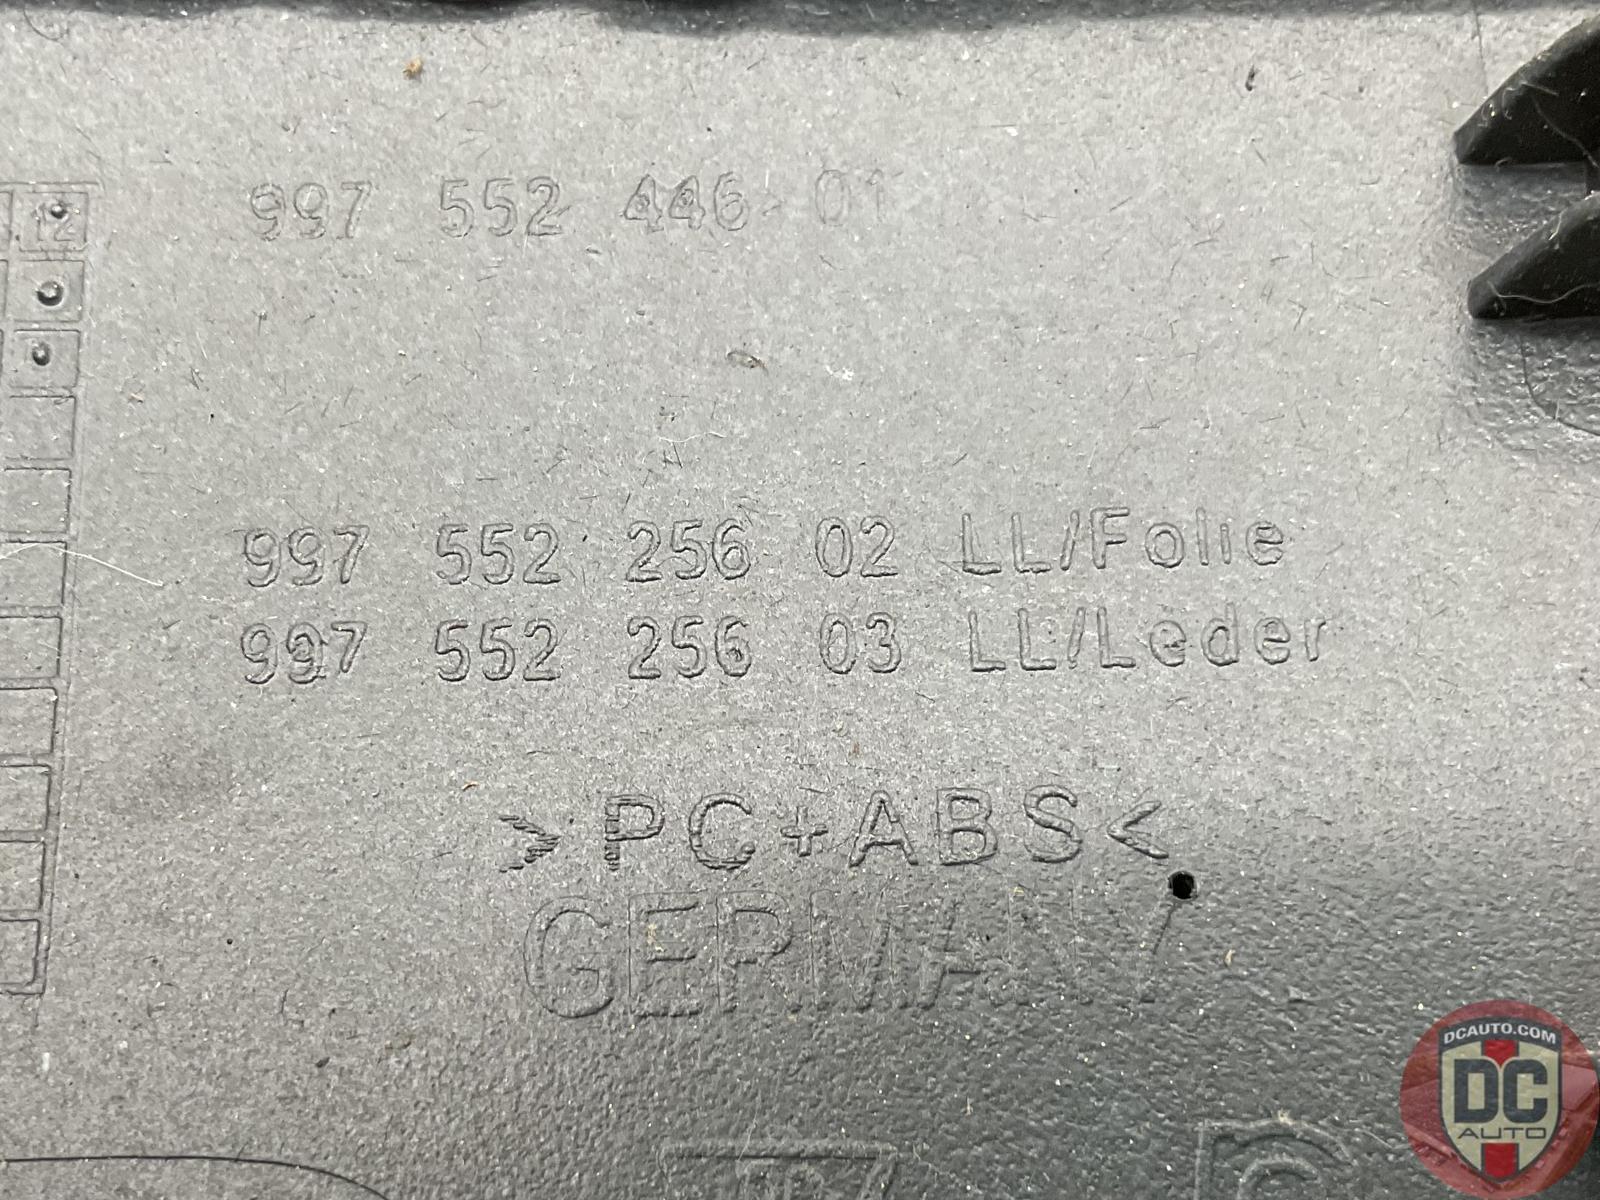 12
997 552 446 01
997 552 256 02 LL/Folie
997 552 256 03 LL/Leder
>PC+ABS<
GERMANY
DCAUTO.COM
DC
AUTO